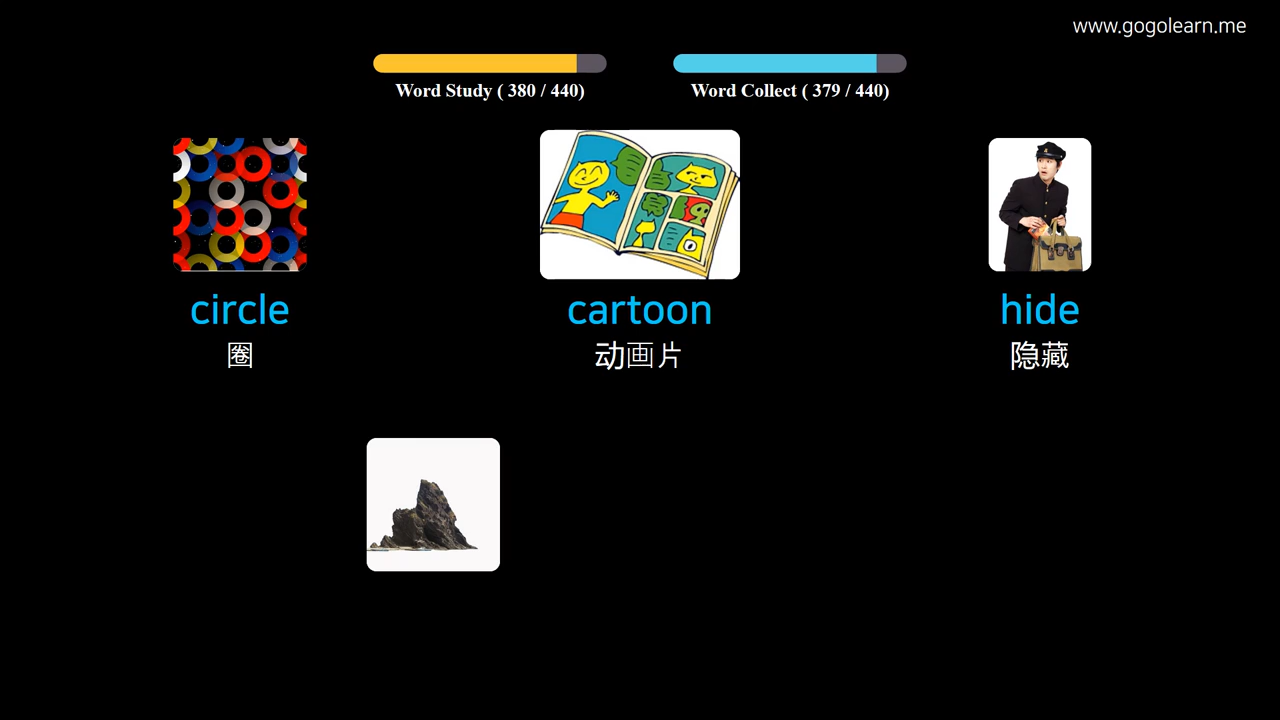 www.gogolearn.me
Word Study ( 380 / 440)
Word Collect ( 379 / 440)
circle
cartoon
hide
圈
动画片
隐藏